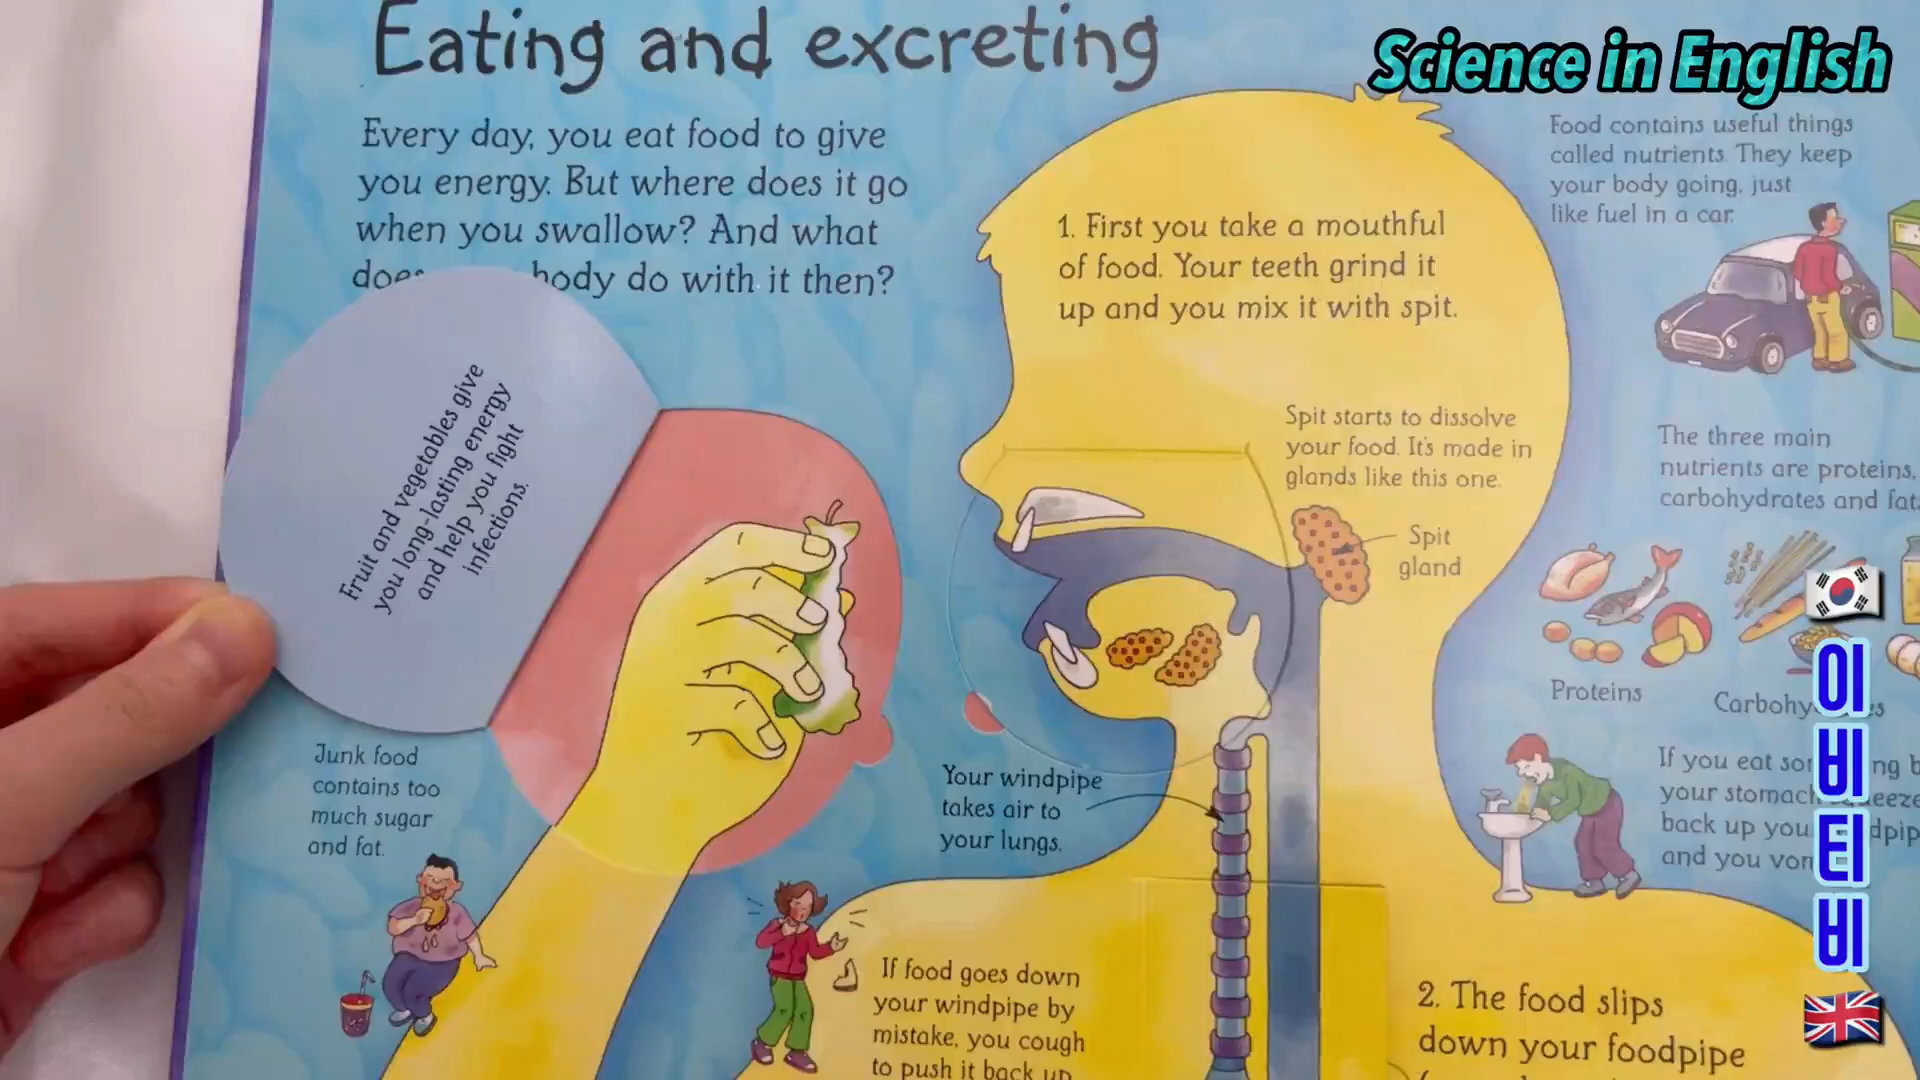 Eating and excreting
Science in English
Every day, you eat food to give
you energy. But where does it go
when you swallow? And what
body do with it then?
Fruit and vegetables give
you long-lasting energy
and help you fight
infections.
Junk food
contains too
much sugar
and fat.
1. First you take a mouthful
of food. Your teeth grind it
up and you mix it with spit.
Spit starts to dissolve
your food. It's made in
glands like this one.
Spit
gland
Your windpipe
takes air to
your lungs.
If food goes down
your windpipe by
mistake, you cough
to push it back up
2. The food slips
down your foodpipe
Food contains useful things
called nutrients. They keep
your body going, just
like fuel in a car.
The three main
nutrients are proteins,
carbohydrates and
Proteins
If you eat
your stomach
back up
and you
이비티비